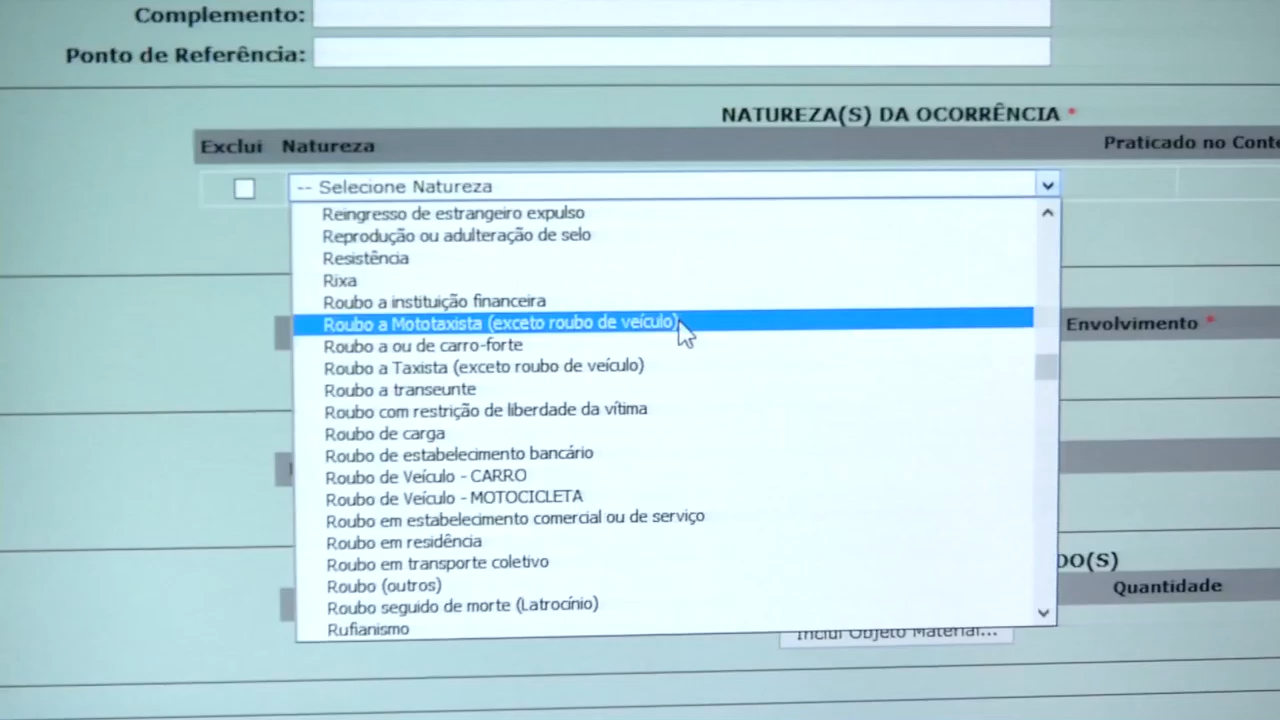 Complemento:
Ponto de Referência:
NATUREZA(S) DA OCORRÊNCIA *
Exclui Natureza Praticado no Conte
-- Selecione Natureza
Reingresso de estrangeiro expulso
Reprodução ou adulteração de selo
Resistência
Rixa
Roubo a instituição financeira
Roubo a Mototaxista (exceto roubo de veículo)
Envolvimento *
Roubo a ou de carro-forte
Roubo a Taxista (exceto roubo de veículo)
Roubo a transeunte
Roubo com restrição de liberdade da vítima
Roubo de carga
Roubo de estabelecimento bancário
Roubo de Veículo - CARRO
Roubo de Veículo - MOTOCICLETA
Roubo em estabelecimento comercial ou de serviço
Roubo em residência
Roubo em transporte coletivo
DO(S)
Roubo (outros)
Quantidade
Roubo seguido de morte (Latrocínio)
Rufianismo
Inclui Objeto Material...